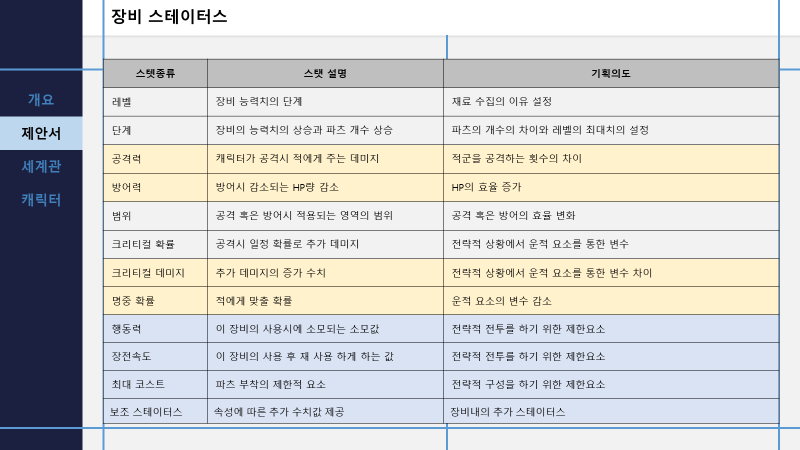 장비 스테이터스
개요
제안서
세계관
캐릭터
스탯종류 스탯 설명 기획의도
레벨 장비 능력치의 단계 재료 수집의 이유 설정
단계 장비의 능력치의 상승과 파츠 개수 상승 파츠의 개수의 차이와 레벨의 최대치의 설정
공격력 캐릭터가 공격시 적에게 주는 데미지 적군을 공격하는 횟수의 차이
방어력 방어시 감소되는 HP량 감소 HP의 효율 증가
범위 공격 혹은 방어시 적용되는 영역의 범위 공격 혹은 방어의 효율 변화
크리티컬 확률 공격시 일정 확률로 추가 데미지 전략적 상황에서 운적 요소를 통한 변수
크리티컬 데미지 추가 데미지의 증가 수치 전략적 상황에서 운적 요소를 통한 변수 차이
명중 확률 적에게 맞출 확률 운적 요소의 변수 감소
행동력 이 장비의 사용시에 소모되는 소모값 전략적 전투를 하기 위한 제한요소
장전속도 이 장비의 사용 후 재 사용 하게 하는 값 전략적 전투를 하기 위한 제한요소
최대 코스트 파츠 부착의 제한적 요소 전략적 구성을 하기 위한 제한요소
보조 스테이터스 속성에 따른 추가 수치값 제공 장비내의 추가 스테이터스